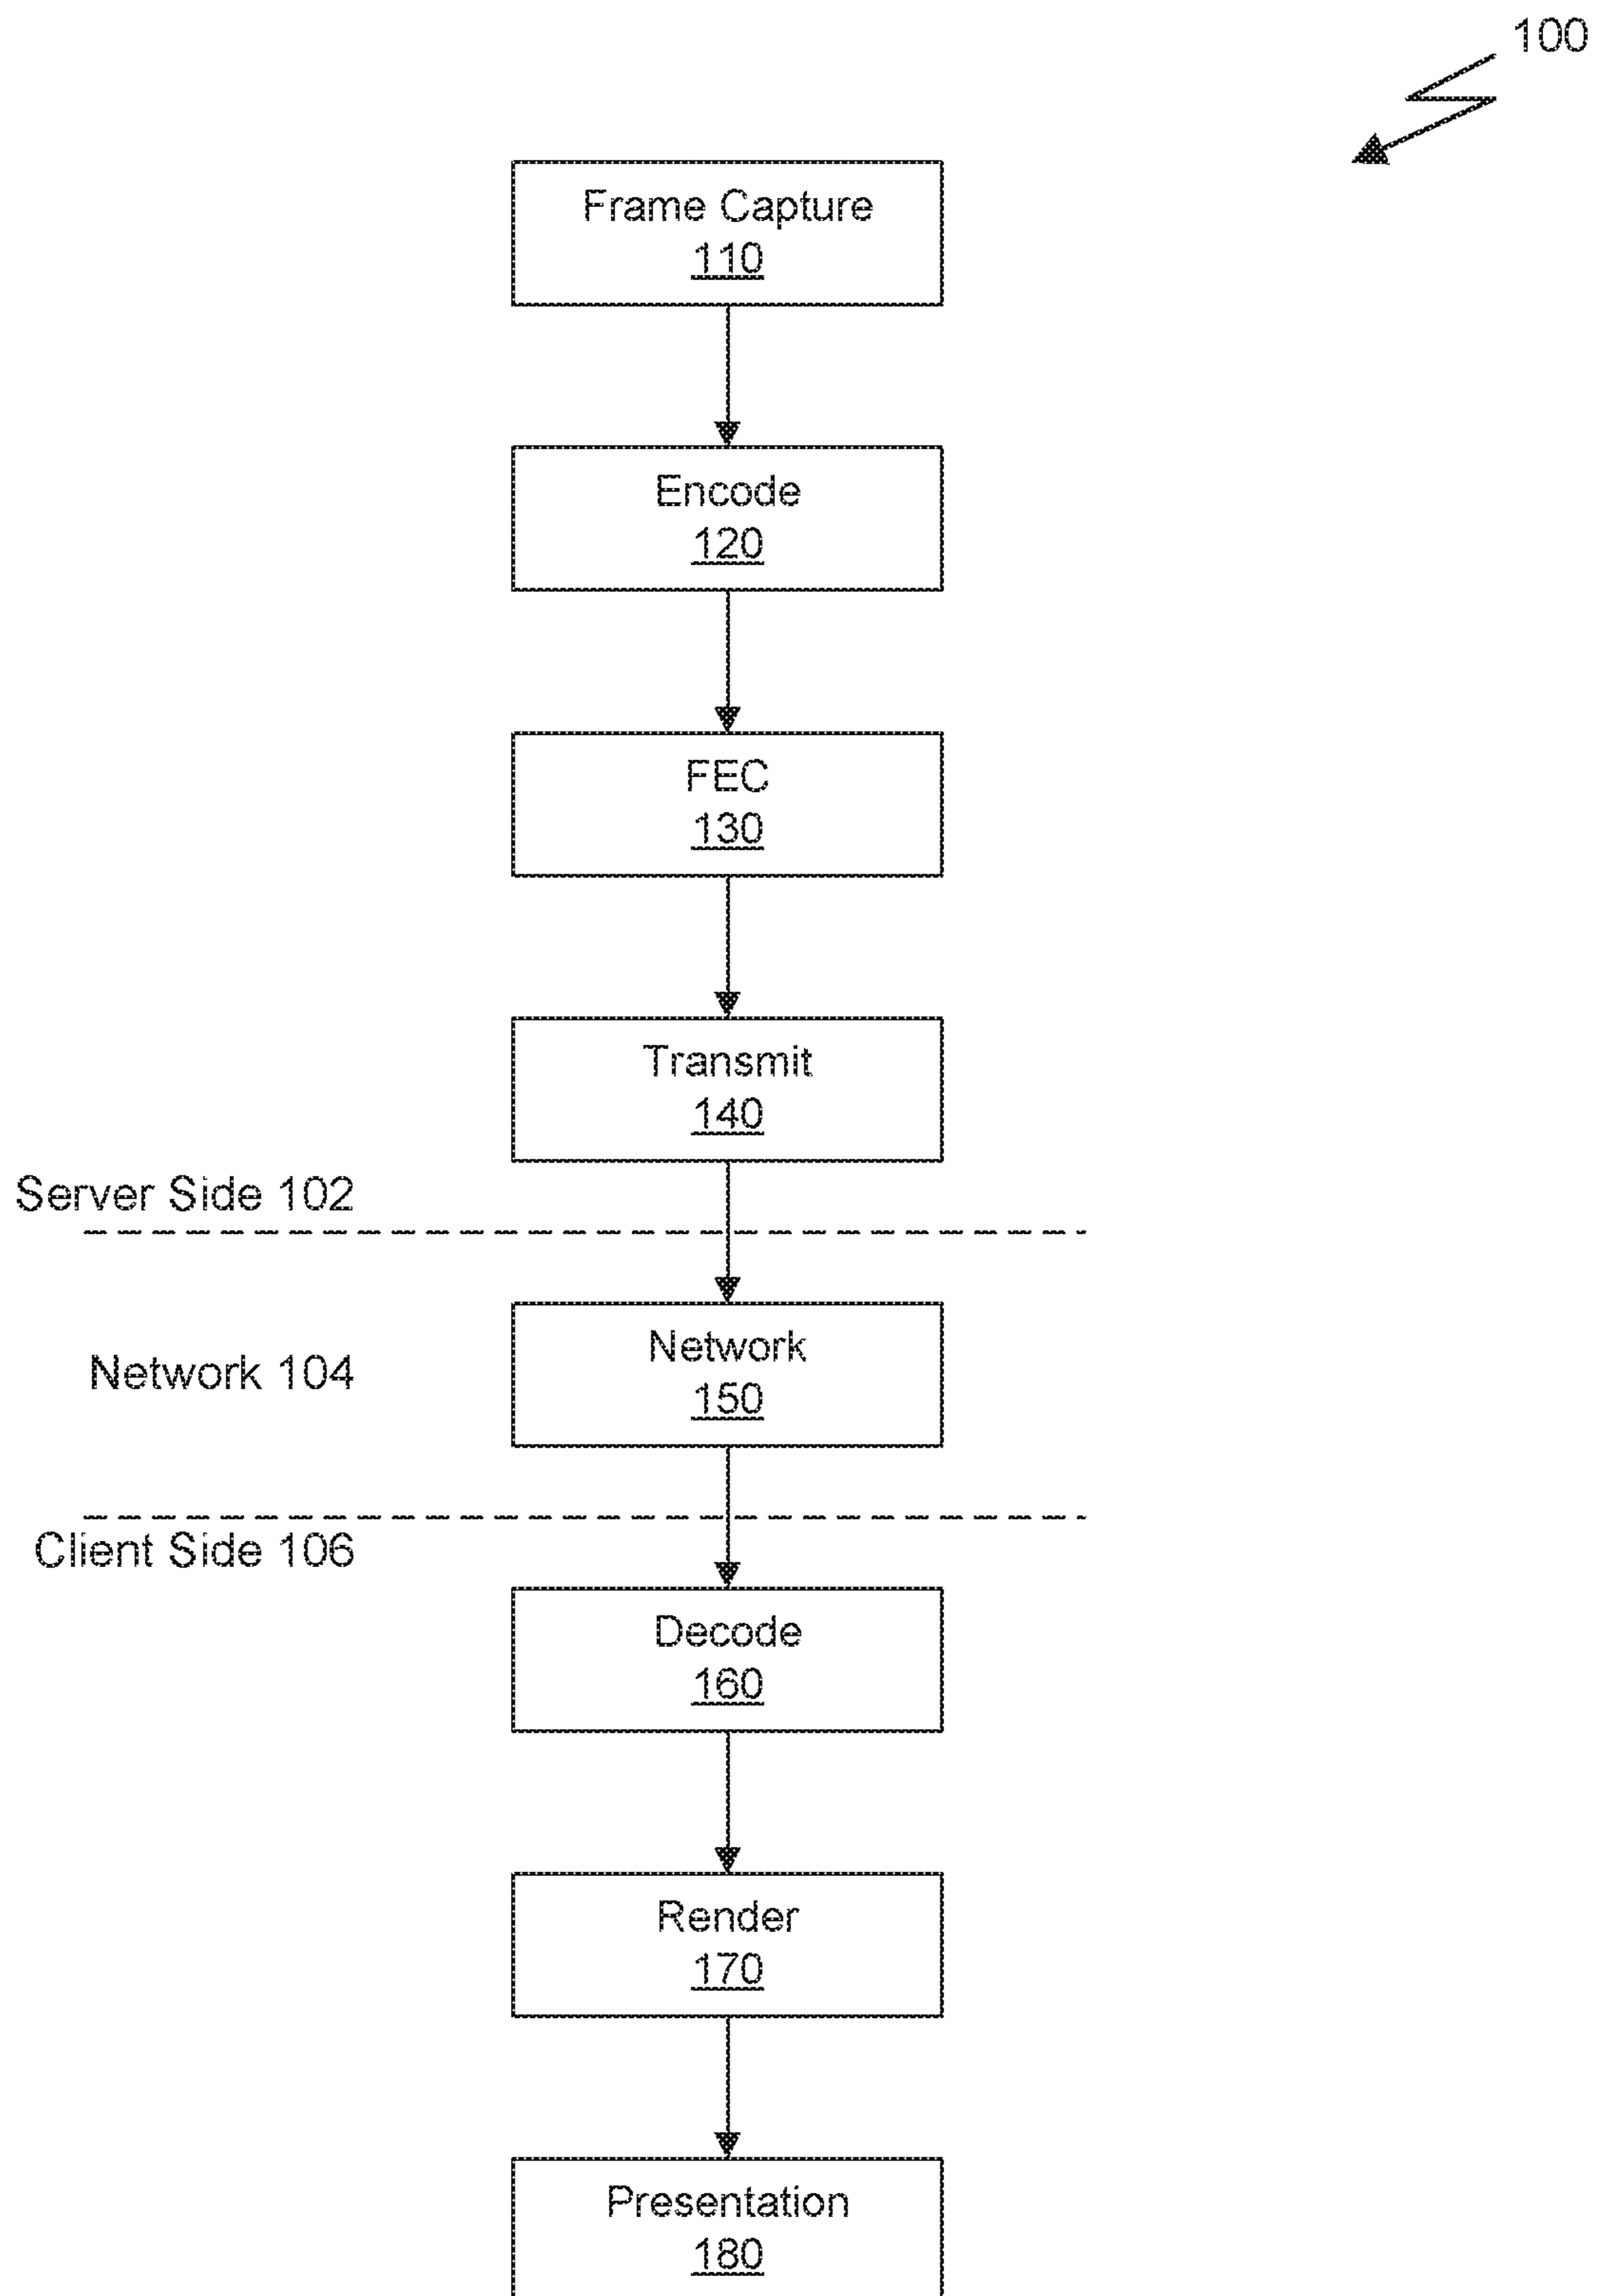 100
Frame Capture
110
Encode
120
FEC
130
Transmit
140
Server Side 102
Network 104
Network
150
Client Side 106
Decode
160
Render
170
Presentation
180